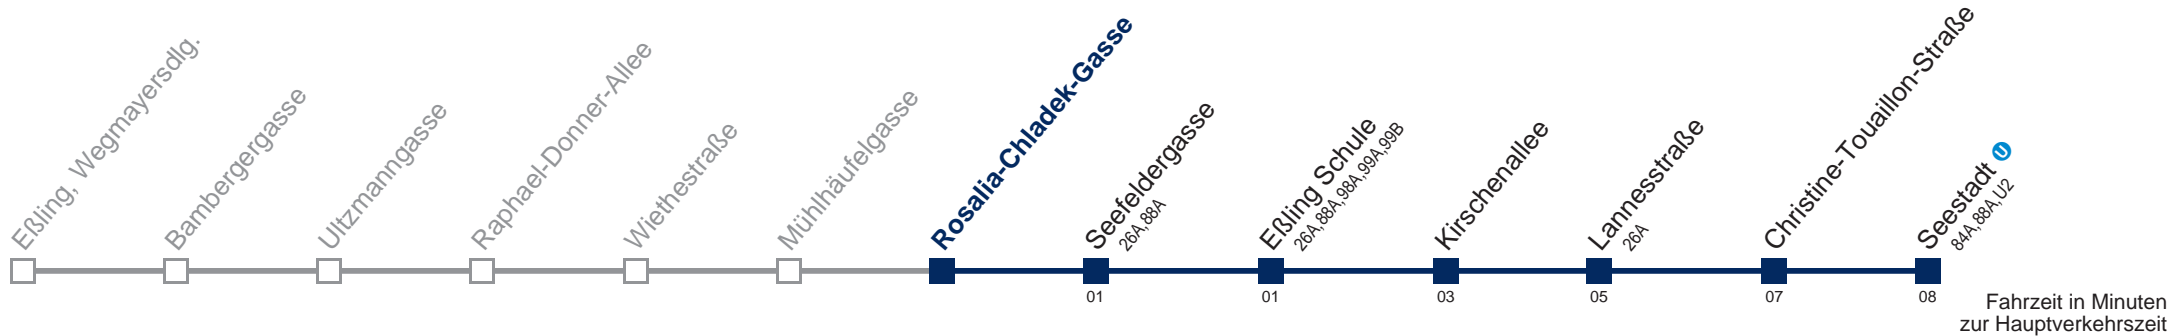 Eßling, Wegmayersdlg.
Bambergergasse
Ultzmanngasse
Raphael-Donner-Allee
Wiethestraße
Mühlhäufelgasse
Rosalia-Chladek-Gasse
Seefeldergasse
26A,88A
Eßling Schule
26A,88A,98A,99A,99B
Kirschenallee
Lannesstraße
26A
Christine-Touaillon-Straße
Seestadt U
84A,88A,U2
01
01
03
05
07
08
Fahrzeit in Minuten
zur Hauptverkehrszeit